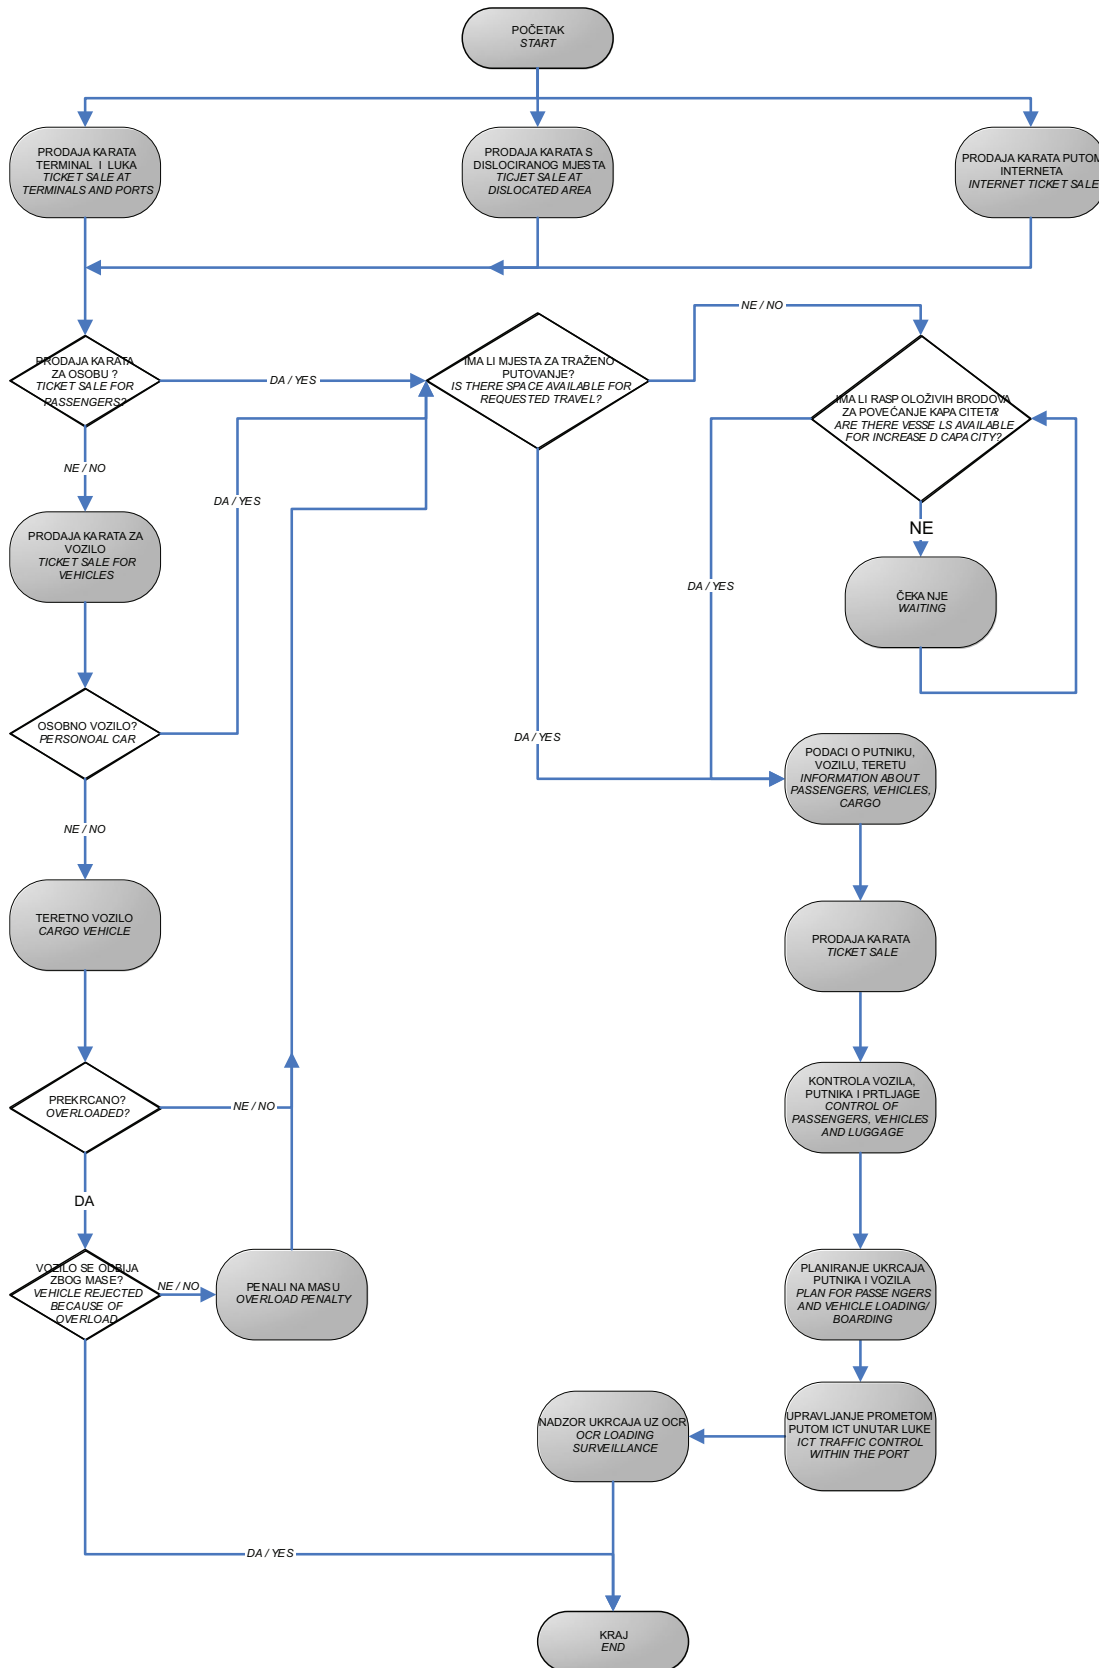 POČETAK
START
PRODAJA KARATA
TERMINAL I LUKA
TICKET SALE AT
TERMINALS AND PORTS
PRODAJA KARATA S
DISLOCIRANOG MJESTA
TICJET SALE AT
DISLOCATED AREA
PRODAJA KARATA PUTOM
INTERNETA
INTERNET TICKET SALE
NE / NO
PRODAJA KARATA
ZA OSOBU ?
TICKET SALE FOR
PASSENGERS?
DA / YES
IMA LI MJESTA ZA TRAŽENO
PUTOVANJE?
IS THERE SPACE AVAILABLE FOR
REQUESTED TRAVEL?
IMA LI RASPOLOŽIVIH BRODOVA
ZA POVEĆANJE KAPACITETA?
ARE THERE VESSELS AVAILABLE
FOR INCREASED CAPACITY?
NE / NO
DA / YES
NE
PRODAJA KARATA ZA
VOZILO
TICKET SALE FOR
VEHICLES
DA / YES
ČEKANJE
WAITING
OSOBNO VOZILO?
PERSONOAL CAR
DA / YES
PODACI O PUTNIKU,
VOZILU, TERETU
INFORMATION ABOUT
PASSENGERS, VEHICLES,
CARGO
NE / NO
TERETNO VOZILO
CARGO VEHICLE
PRODAJA KARATA
TICKET SALE
PREKRCANO?
OVERLOADED?
NE / NO
KONTROLA VOZILA,
PUTNIKA I PRTLJAGE
CONTROL OF
PASSENGERS, VEHICLES
AND LUGGAGE
DA
VOZILO SE ODBIJA
ZBOG MASE?
VEHICLE REJECTED
BECAUSE OF
OVERLOAD
NE / NO
PENALI NA MASU
OVERLOAD PENALTY
PLANIRANJE UKRCAJA
PUTNIKA I VOZILA
PLAN FOR PASSENGERS
AND VEHICLE LOADING/
BOARDING
NADZOR UKRCAJA UZ OCR
OCR LOADING
SURVEILLANCE
UPRAVLJANJE PROMETOM
PUTOM ICT UNUTAR LUKE
ICT TRAFFIC CONTROL
WITHIN THE PORT
DA / YES
KRAJ
END